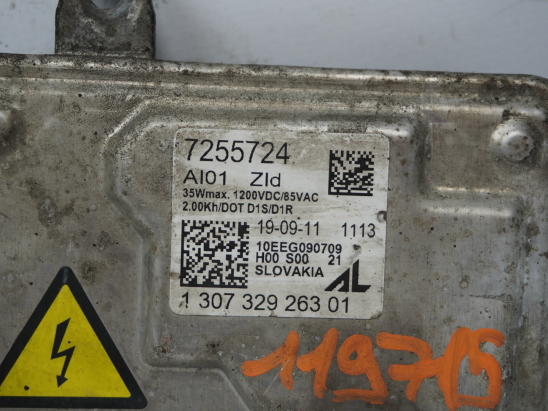 7255724
AI01 Zld
35Wmax. 1200VDC/85VAC
2.00Kh/DOT D1S/D1R
19-09-11 1113
10EEG090709
H00 S00 21
SLOVAKIA AL
1 307 329 263 01
119715